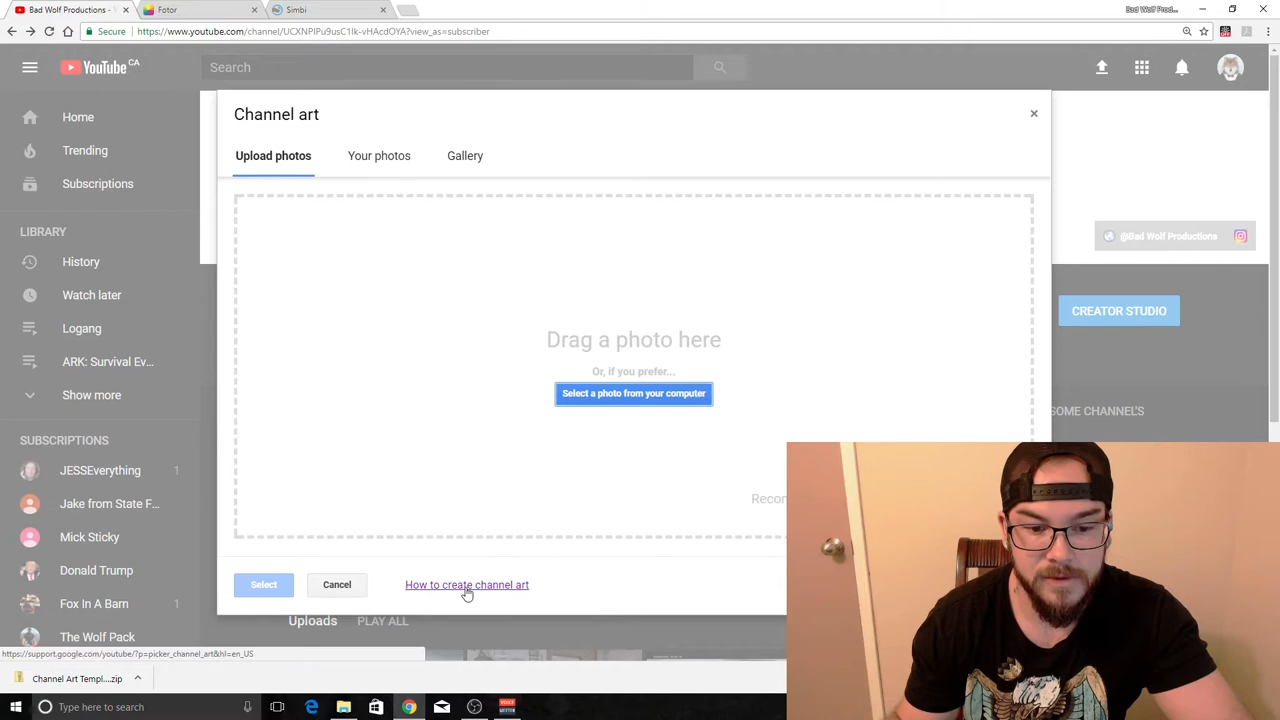 Bad Wolf Productions - Y
Fotor
Simbi
Bad Wolf Prod...
Secure
https://www.youtube.com/channel/UCXNPIPu9usC1Ik-vHAcdOYA?view_as=subscriber
YouTube CA
Search
Channel art
Upload photos
Your photos
Gallery
Home
Trending
Subscriptions
LIBRARY
History
Watch later
Logang
ARK: Survival Ev...
Show more
SUBSCRIPTIONS
JESSEverything 1
Jake from State F...
Mick Sticky
Donald Trump
Fox In A Barn 1
The Wolf Pack
@Bad Wolf Productions
CREATOR STUDIO
SOME CHANNEL'S
Drag a photo here
Or, if you prefer...
Select a photo from your computer
Recom
Select
Cancel
How to create channel art
Uploads PLAY ALL
https://support.google.com/youtube/?p=picker_channel_art&hl=en_US
Channel Art Templ....zip
Type here to search